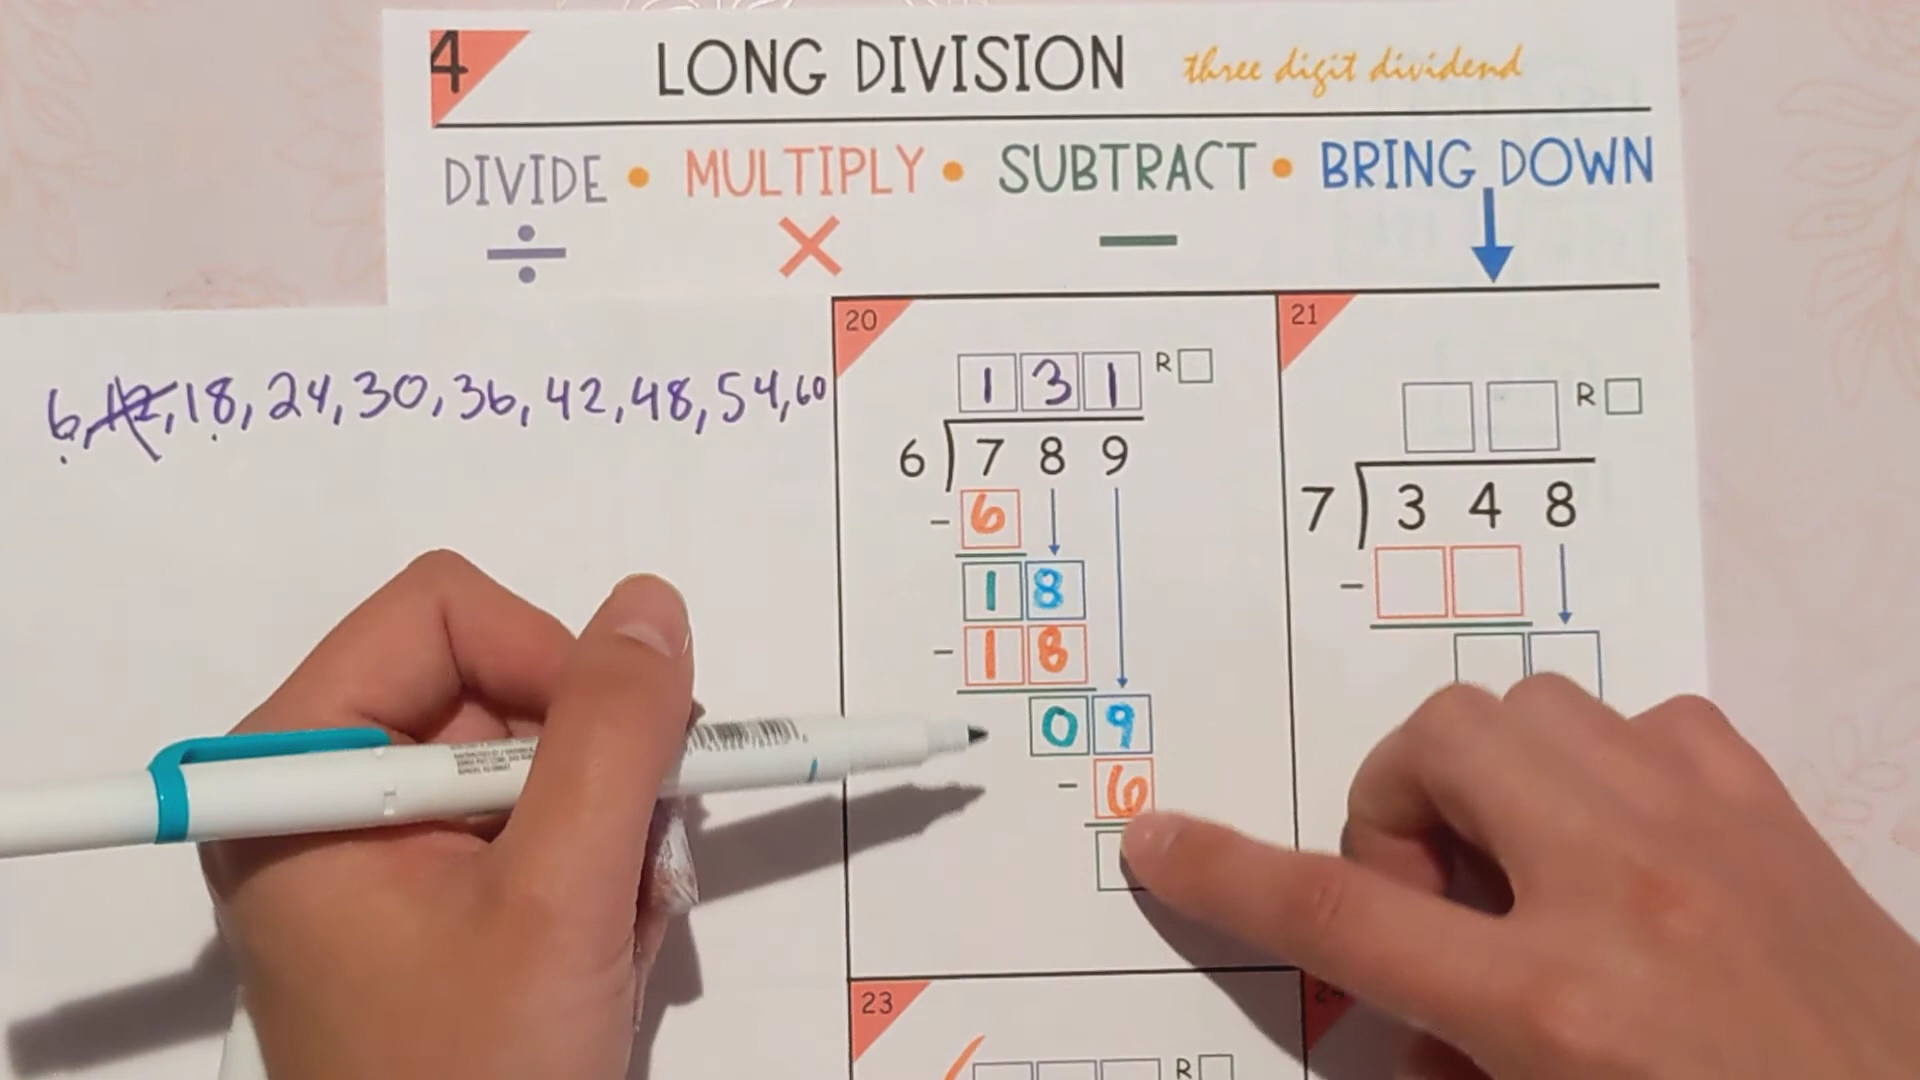 4 LONG DIVISION three digit dividend
DIVIDE • MULTIPLY • SUBTRACT • BRING DOWN
÷ × —
6, 12, 18, 24, 30, 36, 42, 48, 54, 60
20
1 3 1 R
6 7 8 9
- 6
1 8
- 1 8
0 9
- 6
21
R
7 3 4 8
-
23
R